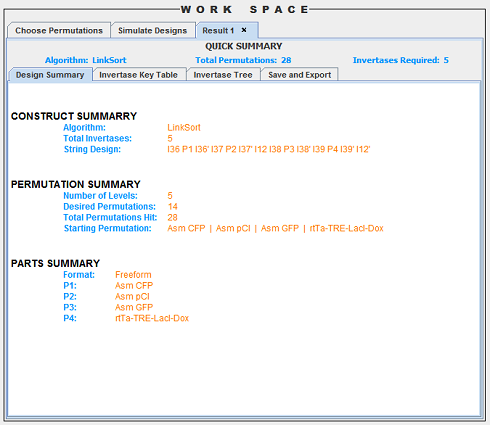 WORK SPACE
Choose Permutations Simulate Designs Result 1 ×
QUICK SUMMARY
Algorithm: LinkSort Total Permutations: 28 Invertases Required: 5
Design Summary Invertase Key Table Invertase Tree Save and Export
CONSTRUCT SUMMARRY
Algorithm: LinkSort
Total Invertases: 5
String Design: I36 P1 I36' I37 P2 I37' I12 I38 P3 I38' I39 P4 I39' I12'
PERMUTATION SUMMARY
Number of Levels: 5
Desired Permutations: 14
Total Permutations Hit: 28
Starting Permutation: Asm CFP | Asm pCI | Asm GFP | rtTa-TRE-LacI-Dox
PARTS SUMMARY
Format: Freeform
P1: Asm CFP
P2: Asm pCI
P3: Asm GFP
P4: rtTa-TRE-LacI-Dox